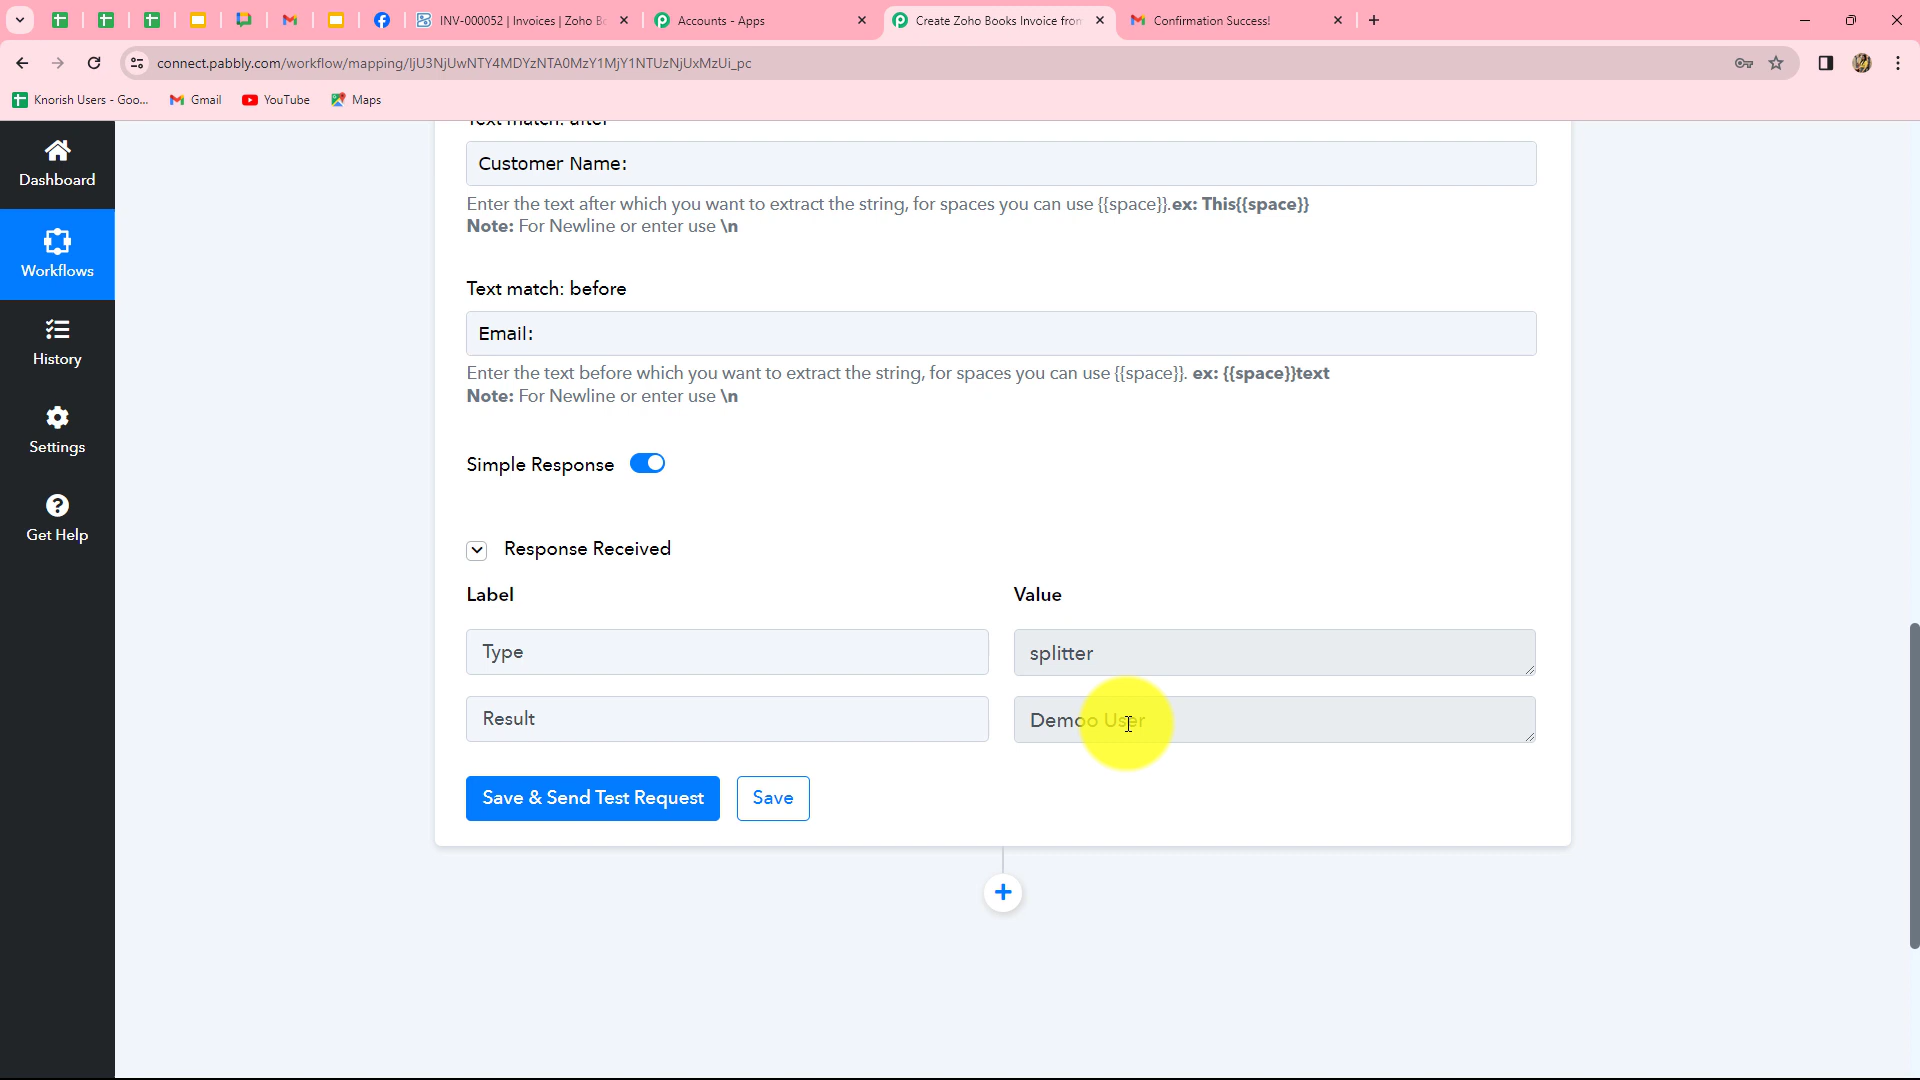 INV-000052 | Invoices | Zoho B
Accounts - Apps
Create Zoho Books Invoice from
Confirmation Success!
connect.pabbly.com/workflow/mapping/IjU3NjUwNTY4MDYzNTA0MzY1MjY1NTUzNjUxMzUi_pc
Knorish Users - Goo...
Gmail
YouTube
Maps
Dashboard
Workflows
History
Settings
Get Help
Text match: after
Customer Name:
Enter the text after which you want to extract the string, for spaces you can use {{space}}.ex: This{{space}}
Note: For Newline or enter use \n
Text match: before
Email:
Enter the text before which you want to extract the string, for spaces you can use {{space}}. ex: {{space}}text
Note: For Newline or enter use \n
Simple Response
Response Received
Label
Value
Type
splitter
Result
Demoo User
Save & Send Test Request
Save